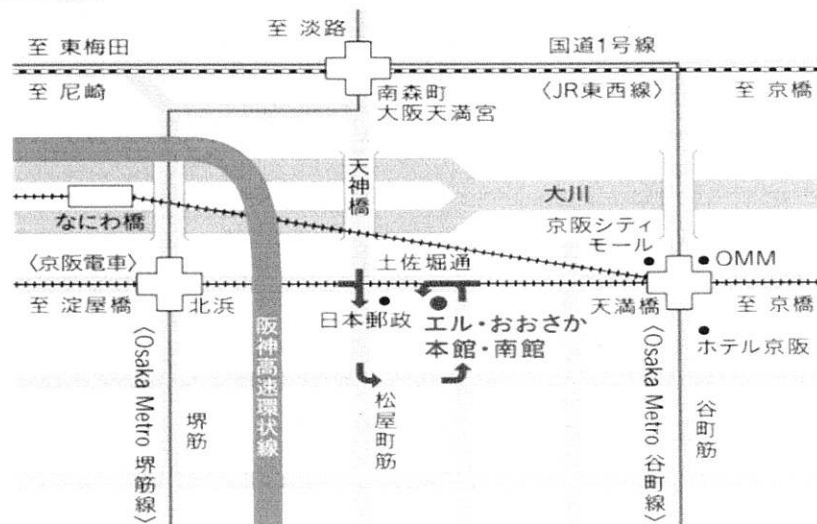 至 淡路
至 東梅田
国道1号線
至 尼崎
南森町
大阪天満宮
〈JR東西線〉
至 京橋
天神橋
大川
なにわ橋
京阪シティ
モール
OMM
〈京阪電車〉
土佐堀通
至 淀屋橋
北浜
日本郵政
エル・おおさか
本館・南館
天満橋
至 京橋
ホテル京阪
阪神高速環状線
〈Osaka Metro 堺筋線〉
堺筋
松屋町筋
〈Osaka Metro 谷町線〉
谷町筋